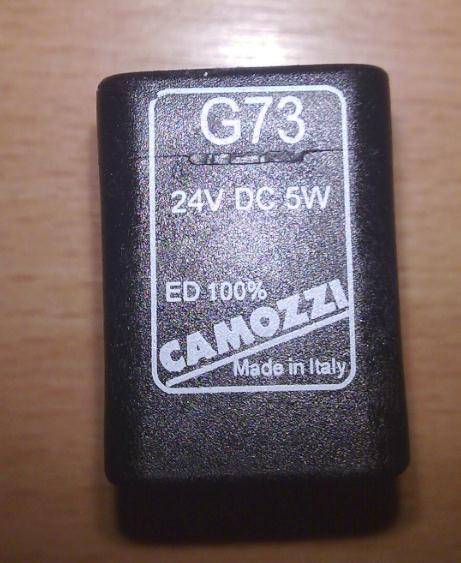 G73
24V DC 5W
ED 100%
CAMOZZI
Made in Italy